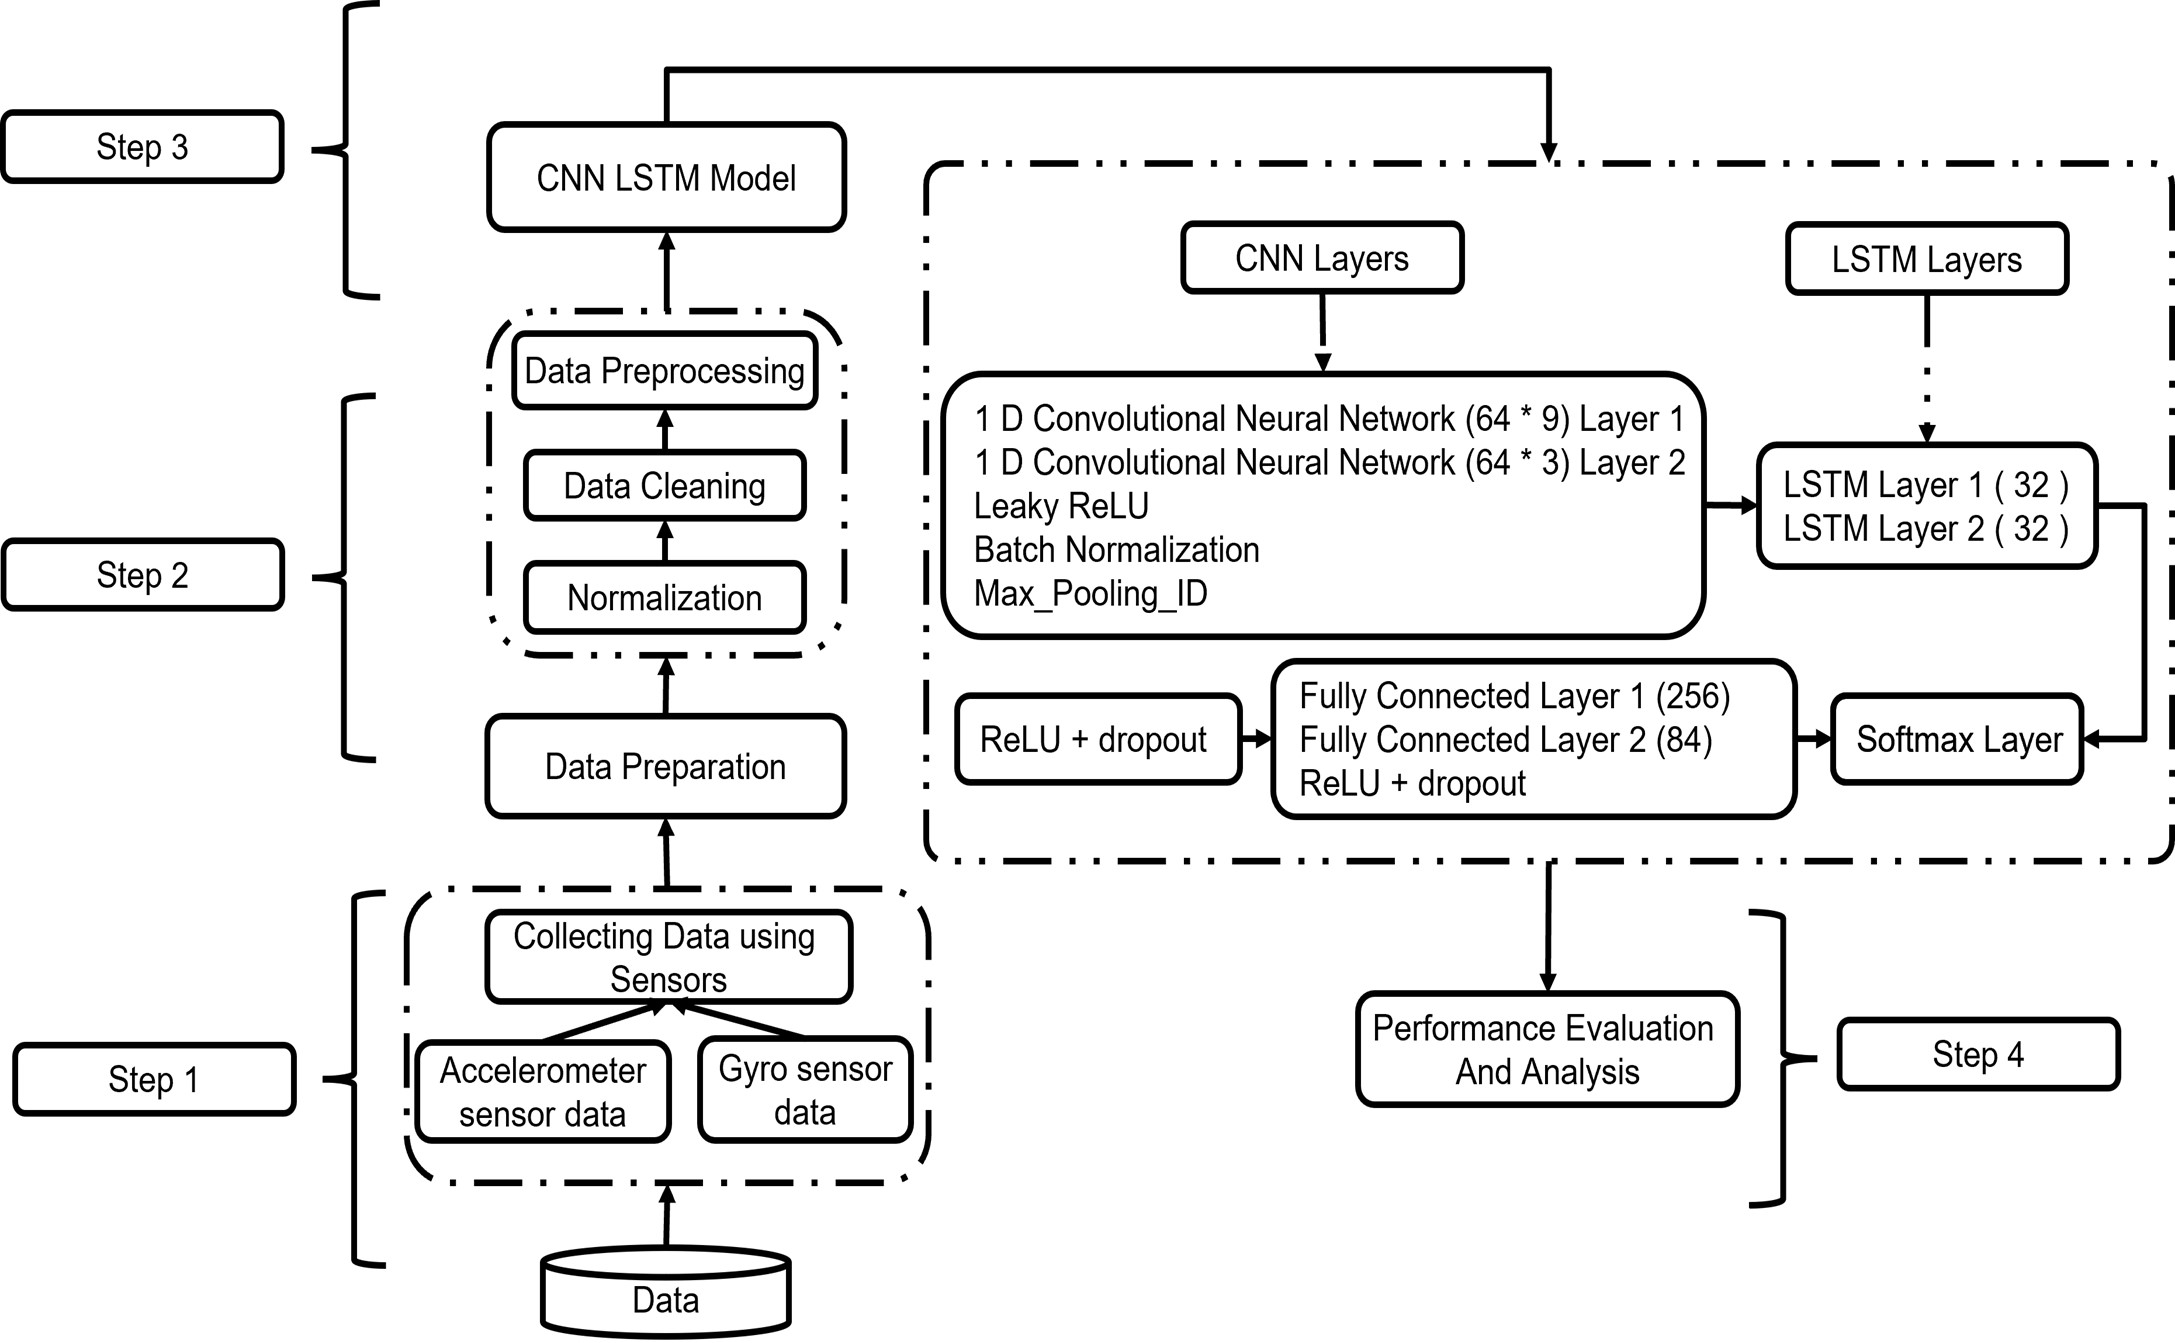 Step 3
CNN LSTM Model
CNN Layers
LSTM Layers
Data Preprocessing
Data Cleaning
Normalization
Step 2
Data Preparation
1 D Convolutional Neural Network (64 * 9) Layer 1
1 D Convolutional Neural Network (64 * 3) Layer 2
Leaky ReLU
Batch Normalization
Max_Pooling_ID
LSTM Layer 1 ( 32 )
LSTM Layer 2 ( 32 )
ReLU + dropout
Fully Connected Layer 1 (256)
Fully Connected Layer 2 (84)
ReLU + dropout
Softmax Layer
Collecting Data using
Sensors
Accelerometer
sensor data
Gyro sensor
data
Step 1
Data
Performance Evaluation
And Analysis
Step 4